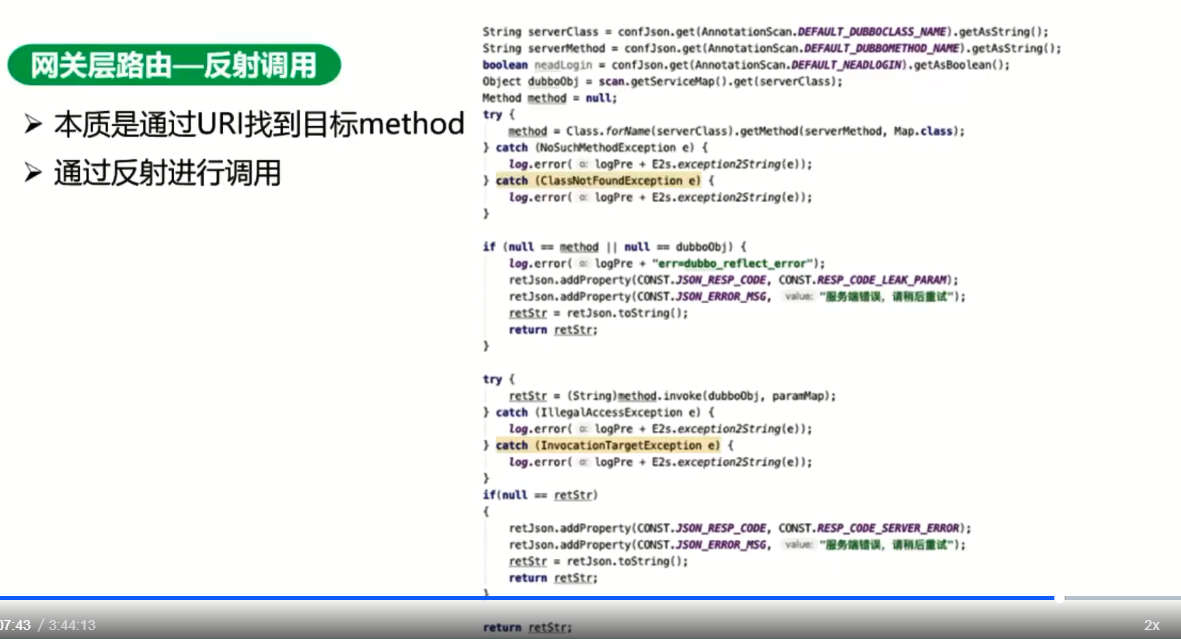 网关层路由—反射调用
➢ 本质是通过URI找到目标method
➢ 通过反射进行调用
String serverClass = confJson.get(AnnotationScan.DEFAULT_DUBBOCLASS_NAME).getAsString();
String serverMethod = confJson.get(AnnotationScan.DEFAULT_DUBBOMETHOD_NAME).getAsString();
boolean neadLogin = confJson.get(AnnotationScan.DEFAULT_NEADLOGIN).getAsBoolean();
Object dubboObj = scan.getServiceMap().get(serverClass);
Method method = null;
try {
method = Class.forName(serverClass).getMethod(serverMethod, Map.class);
} catch (NoSuchMethodException e) {
log.error( o: logPre + E2s.exception2String(e));
} catch (ClassNotFoundException e) {
log.error( o: logPre + E2s.exception2String(e));
}
if (null == method || null == dubboObj) {
log.error( o: logPre + "err=dubbo_reflect_error");
retJson.addProperty(CONST.JSON_RESP_CODE, CONST.RESP_CODE_LEAK_PARAM);
retJson.addProperty(CONST.JSON_ERROR_MSG, value: "服务端错误，请稍后重试");
retStr = retJson.toString();
return retStr;
}
try {
retStr = (String)method.invoke(dubboObj, paramMap);
} catch (IllegalAccessException e) {
log.error( o: logPre + E2s.exception2String(e));
} catch (InvocationTargetException e) {
log.error( o: logPre + E2s.exception2String(e));
}
if(null == retStr)
{
retJson.addProperty(CONST.JSON_RESP_CODE, CONST.RESP_CODE_SERVER_ERROR);
retJson.addProperty(CONST.JSON_ERROR_MSG, value: "服务端错误，请稍后重试");
retStr = retJson.toString();
return retStr;
}
return retStr;
07:43 / 3:44:13
2x